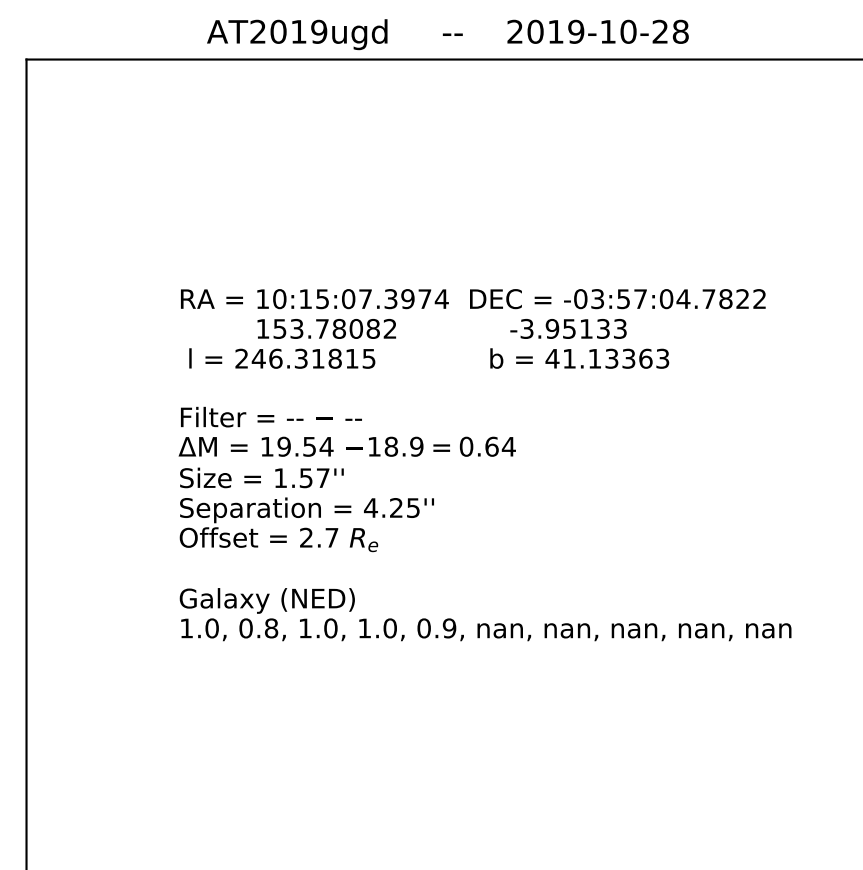 AT2019ugd -- 2019-10-28
RA = 10:15:07.3974 DEC = -03:57:04.7822
153.78082 -3.95133
l = 246.31815 b = 41.13363
Filter = -- − --
ΔM = 19.54 −18.9 = 0.64
Size = 1.57''
Separation = 4.25''
Offset = 2.7 Rₑ
Galaxy (NED)
1.0, 0.8, 1.0, 1.0, 0.9, nan, nan, nan, nan, nan